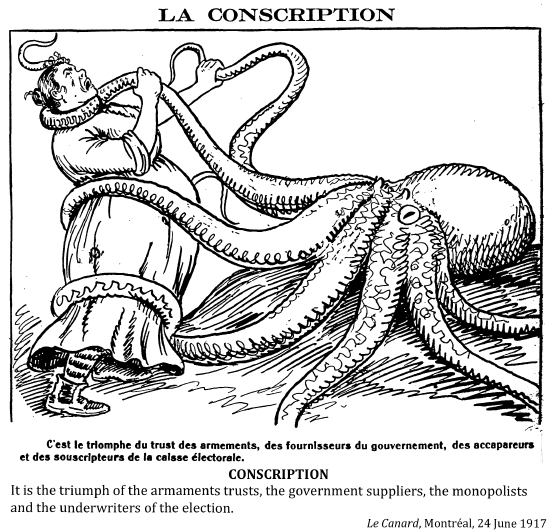 LA CONSCRIPTION
C'est le triomphe du trust des armements, des fournisseurs du gouvernement, des accapareurs
et des souscripteurs de la caisse électorale.
CONSCRIPTION
It is the triumph of the armaments trusts, the government suppliers, the monopolists
and the underwriters of the election.
Le Canard, Montréal, 24 June 1917